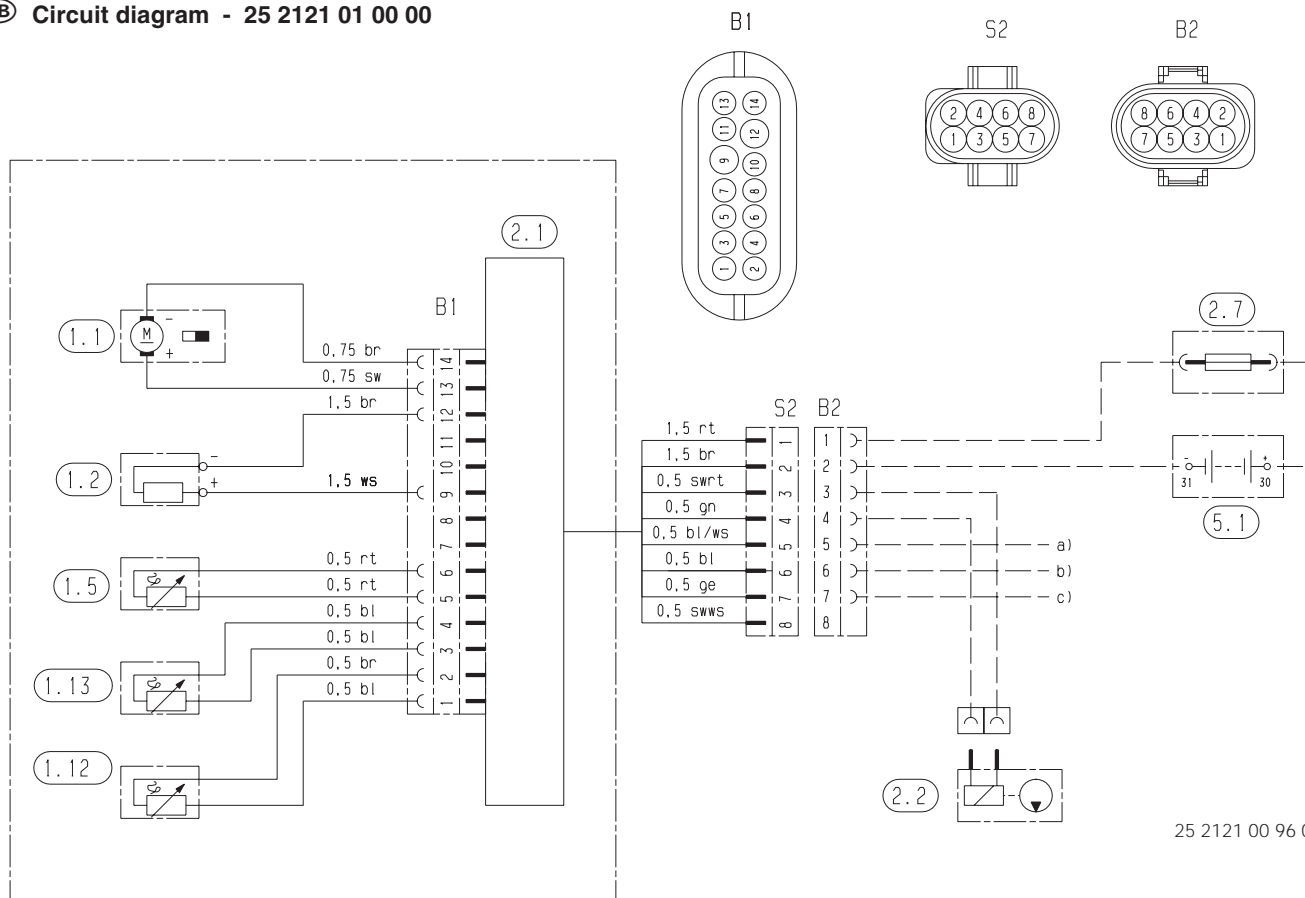 B Circuit diagram - 25 2121 01 00 00
B1
S2
B2
13 14
11 12
9 10
7 8
5 6
3 4
1 2
2 4 6 8
1 3 5 7
8 6 4 2
7 5 3 1
2.1
B1
1.1
M
-
+
0,75 br 14
0,75 sw 13
1,5 br 12
11
10
1.2
-
+
1,5 ws 9
8
7
1.5
0,5 rt 6
0,5 rt 5
0,5 bl 4
0,5 bl 3
1.13
0,5 br 2
0,5 bl 1
1.12
2.7
S2 B2
1,5 rt 1 1
1,5 br 2 2
0,5 swrt 3 3
0,5 gn 4 4
0,5 bl/ws 5 5 a)
0,5 bl 6 6 b)
0,5 ge 7 7 c)
0,5 swws 8 8
- +
31 30
5.1
2.2
25 2121 00 96